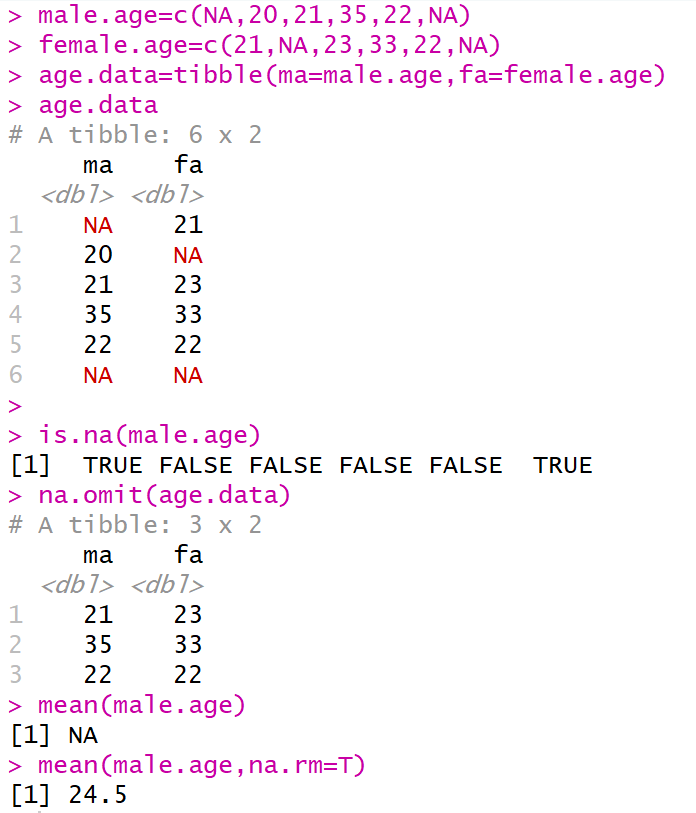 > male.age=c(NA,20,21,35,22,NA)
> female.age=c(21,NA,23,33,22,NA)
> age.data=tibble(ma=male.age,fa=female.age)
> age.data
# A tibble: 6 x 2
     ma    fa
  <dbl> <dbl>
1    NA    21
2    20    NA
3    21    23
4    35    33
5    22    22
6    NA    NA
>
> is.na(male.age)
[1]  TRUE FALSE FALSE FALSE FALSE  TRUE
> na.omit(age.data)
# A tibble: 3 x 2
     ma    fa
  <dbl> <dbl>
1    21    23
2    35    33
3    22    22
> mean(male.age)
[1] NA
> mean(male.age,na.rm=T)
[1] 24.5